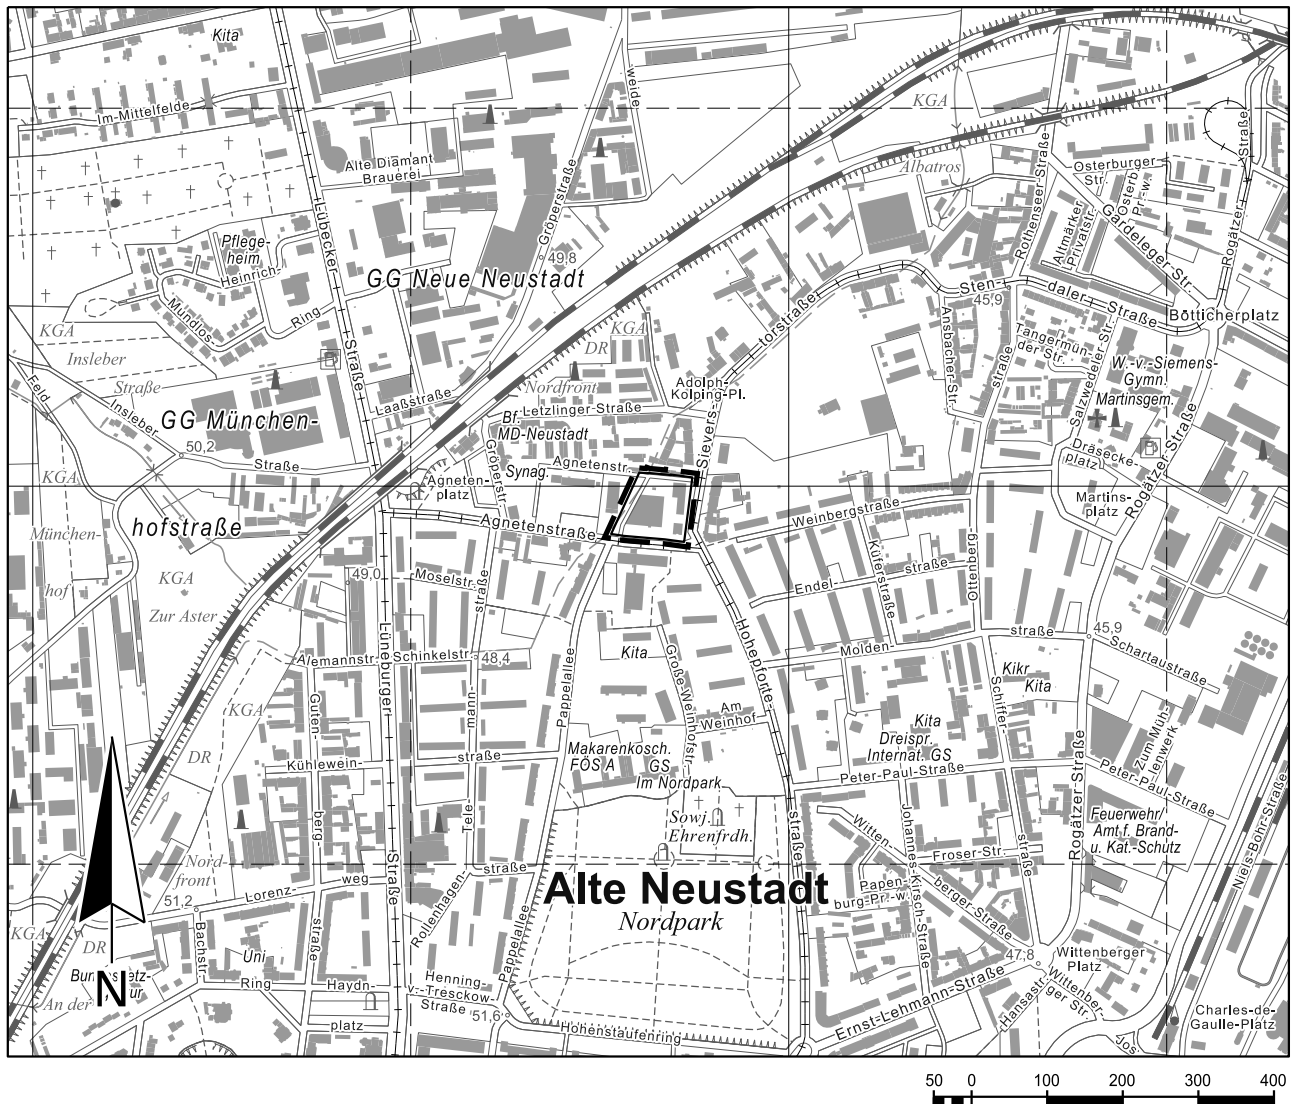 Kita
weide
Im-Mittelfelde
KGA
Alte Diamant
Brauerei
Gröperstraße
Albatros
Osterburger
Str.
Osterb.
Pr.-w.
Straße
Rothenseer-Straße
Altmärker
Privatstr.
Gardeleger-Str.
Rogätzer
Lübecker
Straße
Pflege-
heim
Heinrich-
Mundlos-
Ring
49,8
GG Neue Neustadt
Sten-
daler
Straße
45,9
Bötticherplatz
KGA
Insleber
Straße
KGA
DR
Nordfront
torstraße
Ansbacher-Str.
Tangermün-
der Str.
Salzwedeler-Str.
W.-v.-Siemens-
Gymn.
Martinsgem.
Feld
Insleber
Straße
GG München-
hofstraße
50,2
Laaßstraße
Adolph-
Kolping-Pl.
Letzlinger-Straße
Bf.
MD-Neustadt
Sievers-
straße
Dräsecke-
platz
Rogätzer-Straße
KGA
Synag.
Agnetenstr.
Agneten-
platz
Gröperstr.
Agnetenstraße
Weinbergstraße
Martins-
platz
München-
hof
KGA
Zur Aster
49,0
Moselstr.
straße
Endel-
straße
Küferstraße
Ottenberg
Hohepforte-
straße
Alemannstr.
Schinkelstr.
48,4
Lüneburger
Straße
Kita
Große-Weinhofstr.
Molden
straße
45,9
Schartaustraße
Kikr
Kita
Schiffer-
straße
KGA
DR
Guten-
berg-
straße
mann-
Tele-
Pappelallee
Am
Weinhof
Kita
Dreispr.
Internat. GS
Zum Müh-
lenwerk
Kühlewein-
straße
Makarenkosch.
FÖS A
GS
Im Nordpark
Peter-Paul-Straße
Peter-Paul-Straße
Rogätzer-Straße
Sowj.
Ehrenfrdh.
Witten-
berger-Straße
Johannes-Kirsch-Straße
Froser-Str.
Feuerwehr/
Amt f. Brand-
u. Kat.-Schutz
Niels-Bohr-Straße
Nord-
front
51,2
Lorenz-
weg
Rollenhagen-
straße
Alte Neustadt
Nordpark
Papen-
burg-Pr.-w.
KGA
DR
Bachstr.
Uni
Pappelallee
47,8
Wittenberger
Platz
Wittenber-
ger Str.
N
An der
Ring
Haydn-
platz
Henning-
v.-Tresckow-
Straße
51,6
Hohenstaufenring
Ernst-Lehmann-Straße
Hansastr.
Charles-de-
Gaulle-Platz
Jos
50 0 100 200 300 400